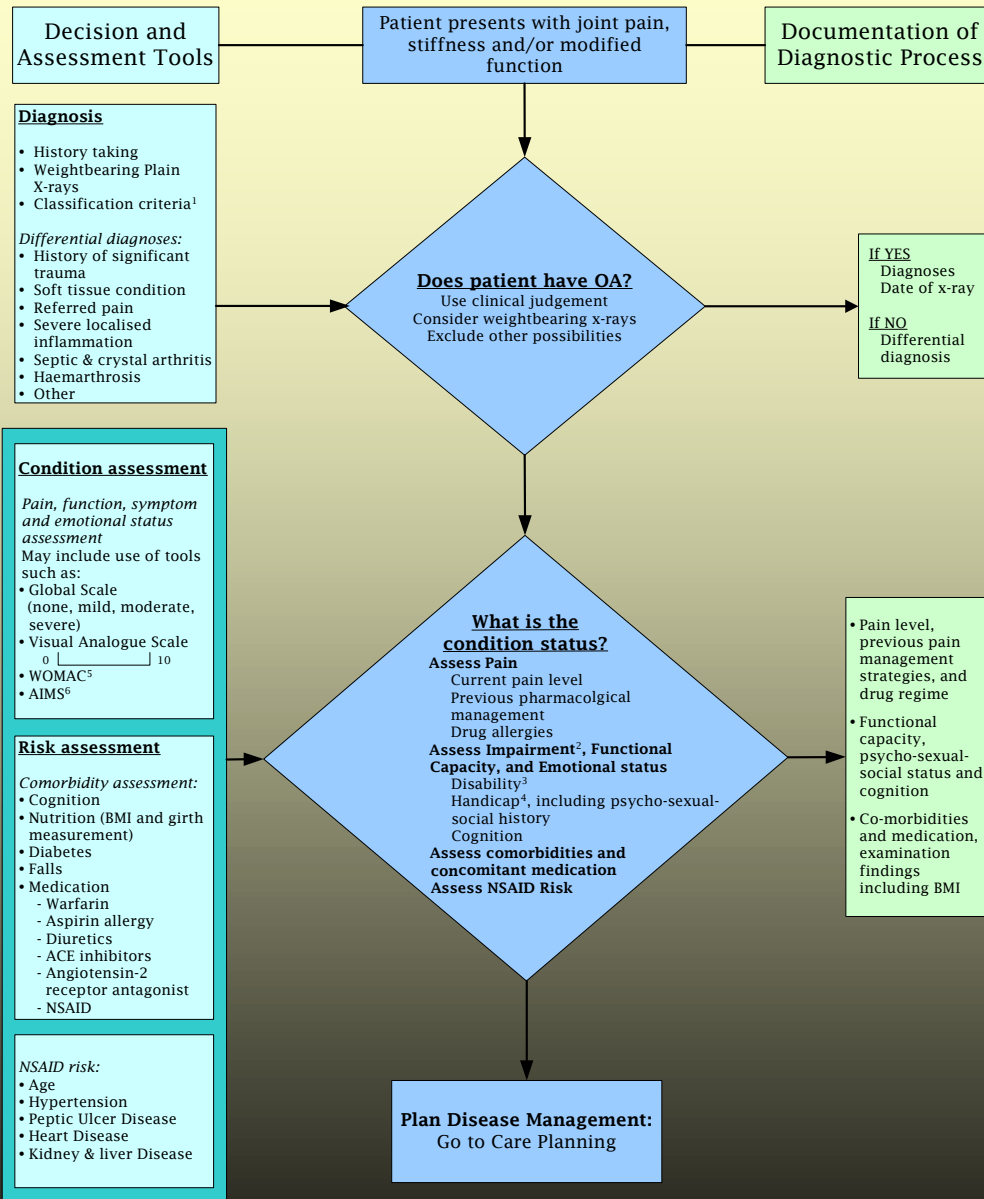 Decision and
Assessment Tools
Patient presents with joint pain,
stiffness and/or modified
function
Documentation of
Diagnostic Process
Diagnosis
• History taking
• Weightbearing Plain
X-rays
• Classification criteria1
Differential diagnoses:
• History of significant
trauma
• Soft tissue condition
• Referred pain
• Severe localised
inflammation
• Septic & crystal arthritis
• Haemarthrosis
• Other
Does patient have OA?
Use clinical judgement
Consider weightbearing x-rays
Exclude other possibilities
If YES
Diagnoses
Date of x-ray
If NO
Differential
diagnosis
Condition assessment
Pain, function, symptom
and emotional status
assessment
May include use of tools
such as:
• Global Scale
(none, mild, moderate,
severe)
• Visual Analogue Scale
0 10
• WOMAC5
• AIMS6
Risk assessment
Comorbidity assessment:
• Cognition
• Nutrition (BMI and girth
measurement)
• Diabetes
• Falls
• Medication
- Warfarin
- Aspirin allergy
- Diuretics
- ACE inhibitors
- Angiotensin-2
receptor antagonist
- NSAID
NSAID risk:
• Age
• Hypertension
• Peptic Ulcer Disease
• Heart Disease
• Kidney & liver Disease
What is the
condition status?
Assess Pain
Current pain level
Previous pharmacolgical
management
Drug allergies
Assess Impairment2, Functional
Capacity, and Emotional status
Disability3
Handicap4, including psycho-sexual-
social history
Cognition
Assess comorbidities and
concomitant medication
Assess NSAID Risk
• Pain level,
previous pain
management
strategies, and
drug regime
• Functional
capacity,
psycho-sexual-
social status and
cognition
• Co-morbidities
and medication,
examination
findings
including BMI
Plan Disease Management:
Go to Care Planning